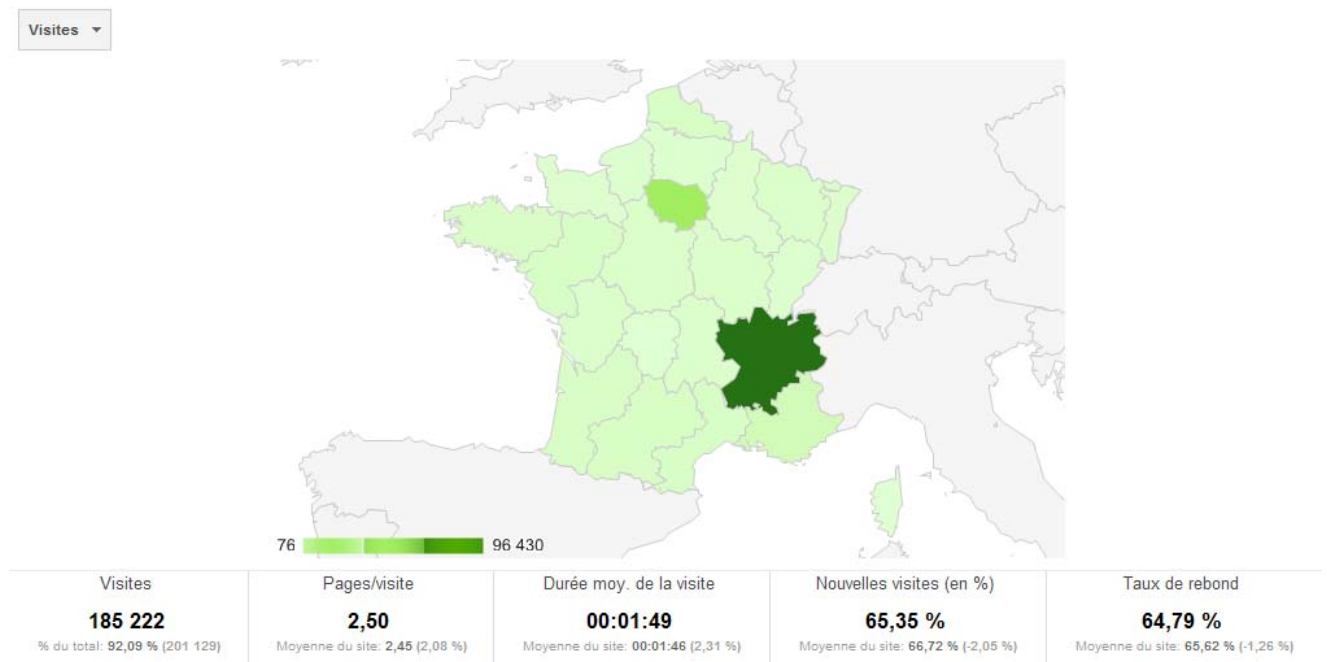 Visites
76 96 430
Visites
185 222
% du total: 92,09 % (201 129)
Pages/visite
2,50
Moyenne du site: 2,45 (2,08 %)
Durée moy. de la visite
00:01:49
Moyenne du site: 00:01:46 (2,31 %)
Nouvelles visites (en %)
65,35 %
Moyenne du site: 66,72 % (-2,05 %)
Taux de rebond
64,79 %
Moyenne du site: 65,62 % (-1,26 %)